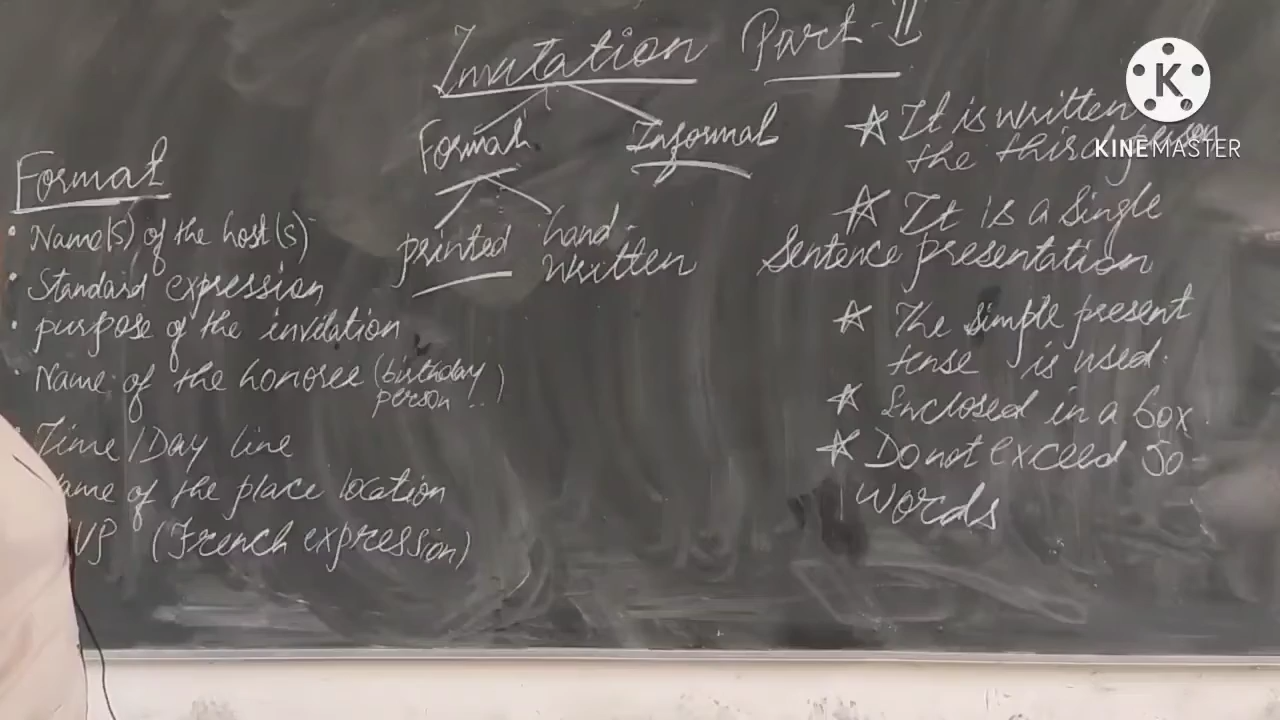 Invitation Part-II
Formal Informal
printed hand-
written
Format
• Name(s) of the host(s)
• Standard expression
• purpose of the invitation
• Name of the honoree (birthday
person ..)
Time/Day line
ame of the place location
VP (French expression)
☆ It is written
the third person
☆ It is a single
Sentence presentation
☆ The simple present
tense is used.
☆ Enclosed in a box
☆ Do not exceed 50
words
K
KINEMASTER